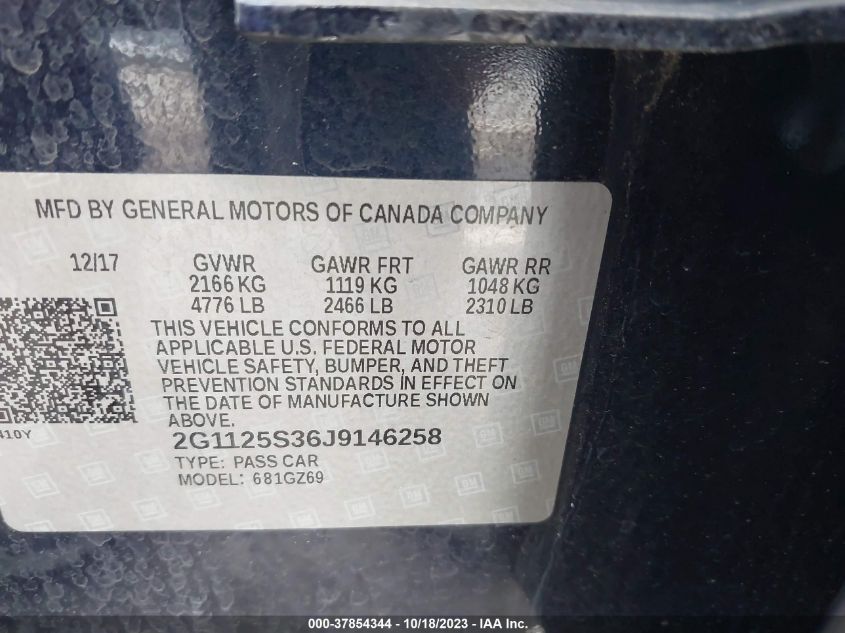 MFD BY GENERAL MOTORS OF CANADA COMPANY
12/17 GVWR GAWR FRT GAWR RR
2166 KG 1119 KG 1048 KG
4776 LB 2466 LB 2310 LB
THIS VEHICLE CONFORMS TO ALL
APPLICABLE U.S. FEDERAL MOTOR
VEHICLE SAFETY, BUMPER, AND THEFT
PREVENTION STANDARDS IN EFFECT ON
THE DATE OF MANUFACTURE SHOWN
ABOVE.
410Y
2G1125S36J9146258
TYPE: PASS CAR
MODEL: 681GZ69
000-37854344 - 10/18/2023 - IAA Inc.